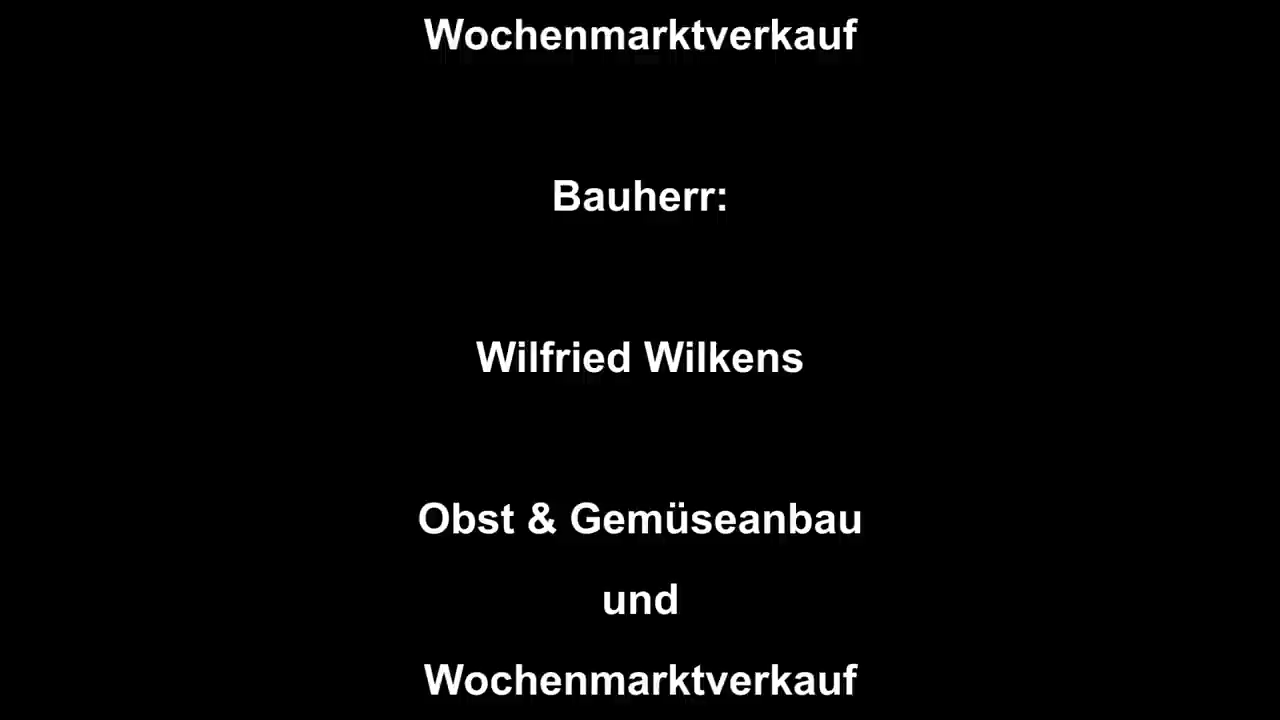 Wochenmarktverkauf
Bauherr:
Wilfried Wilkens
Obst & Gemüseanbau
und
Wochenmarktverkauf